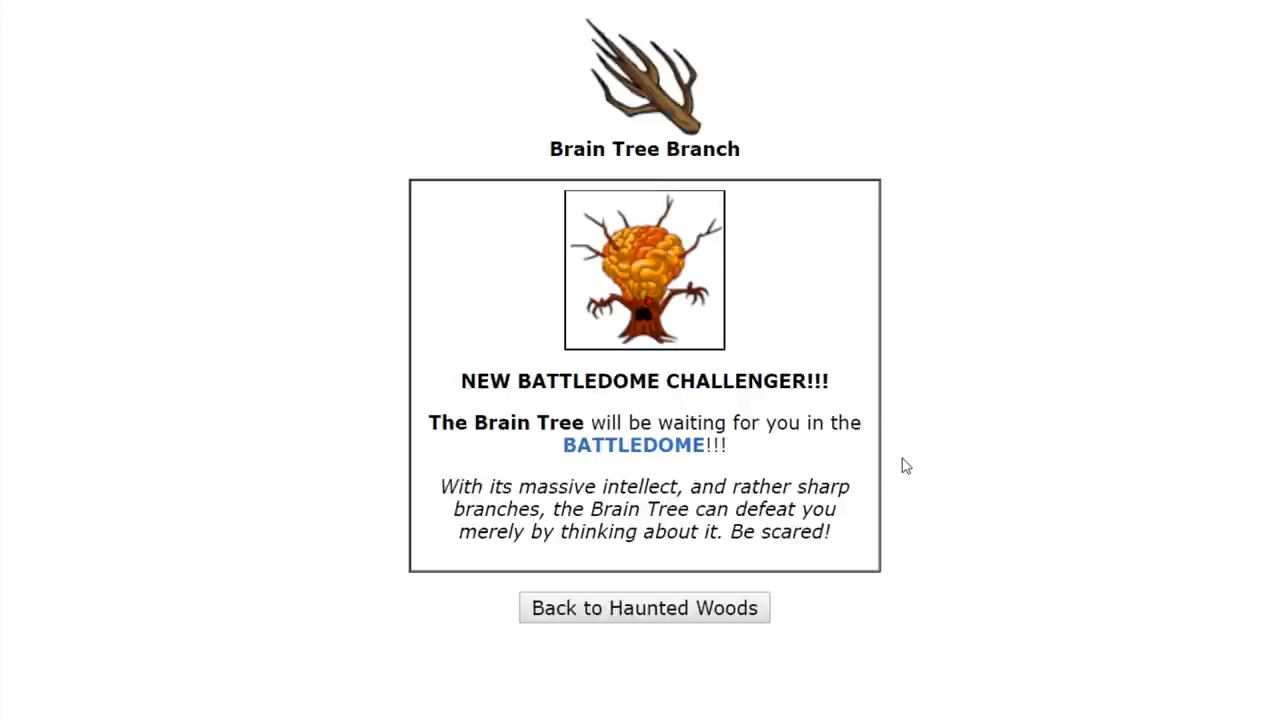 Brain Tree Branch
NEW BATTLEDOME CHALLENGER!!!
The Brain Tree will be waiting for you in the
BATTLEDOME!!!
With its massive intellect, and rather sharp
branches, the Brain Tree can defeat you
merely by thinking about it. Be scared!
Back to Haunted Woods